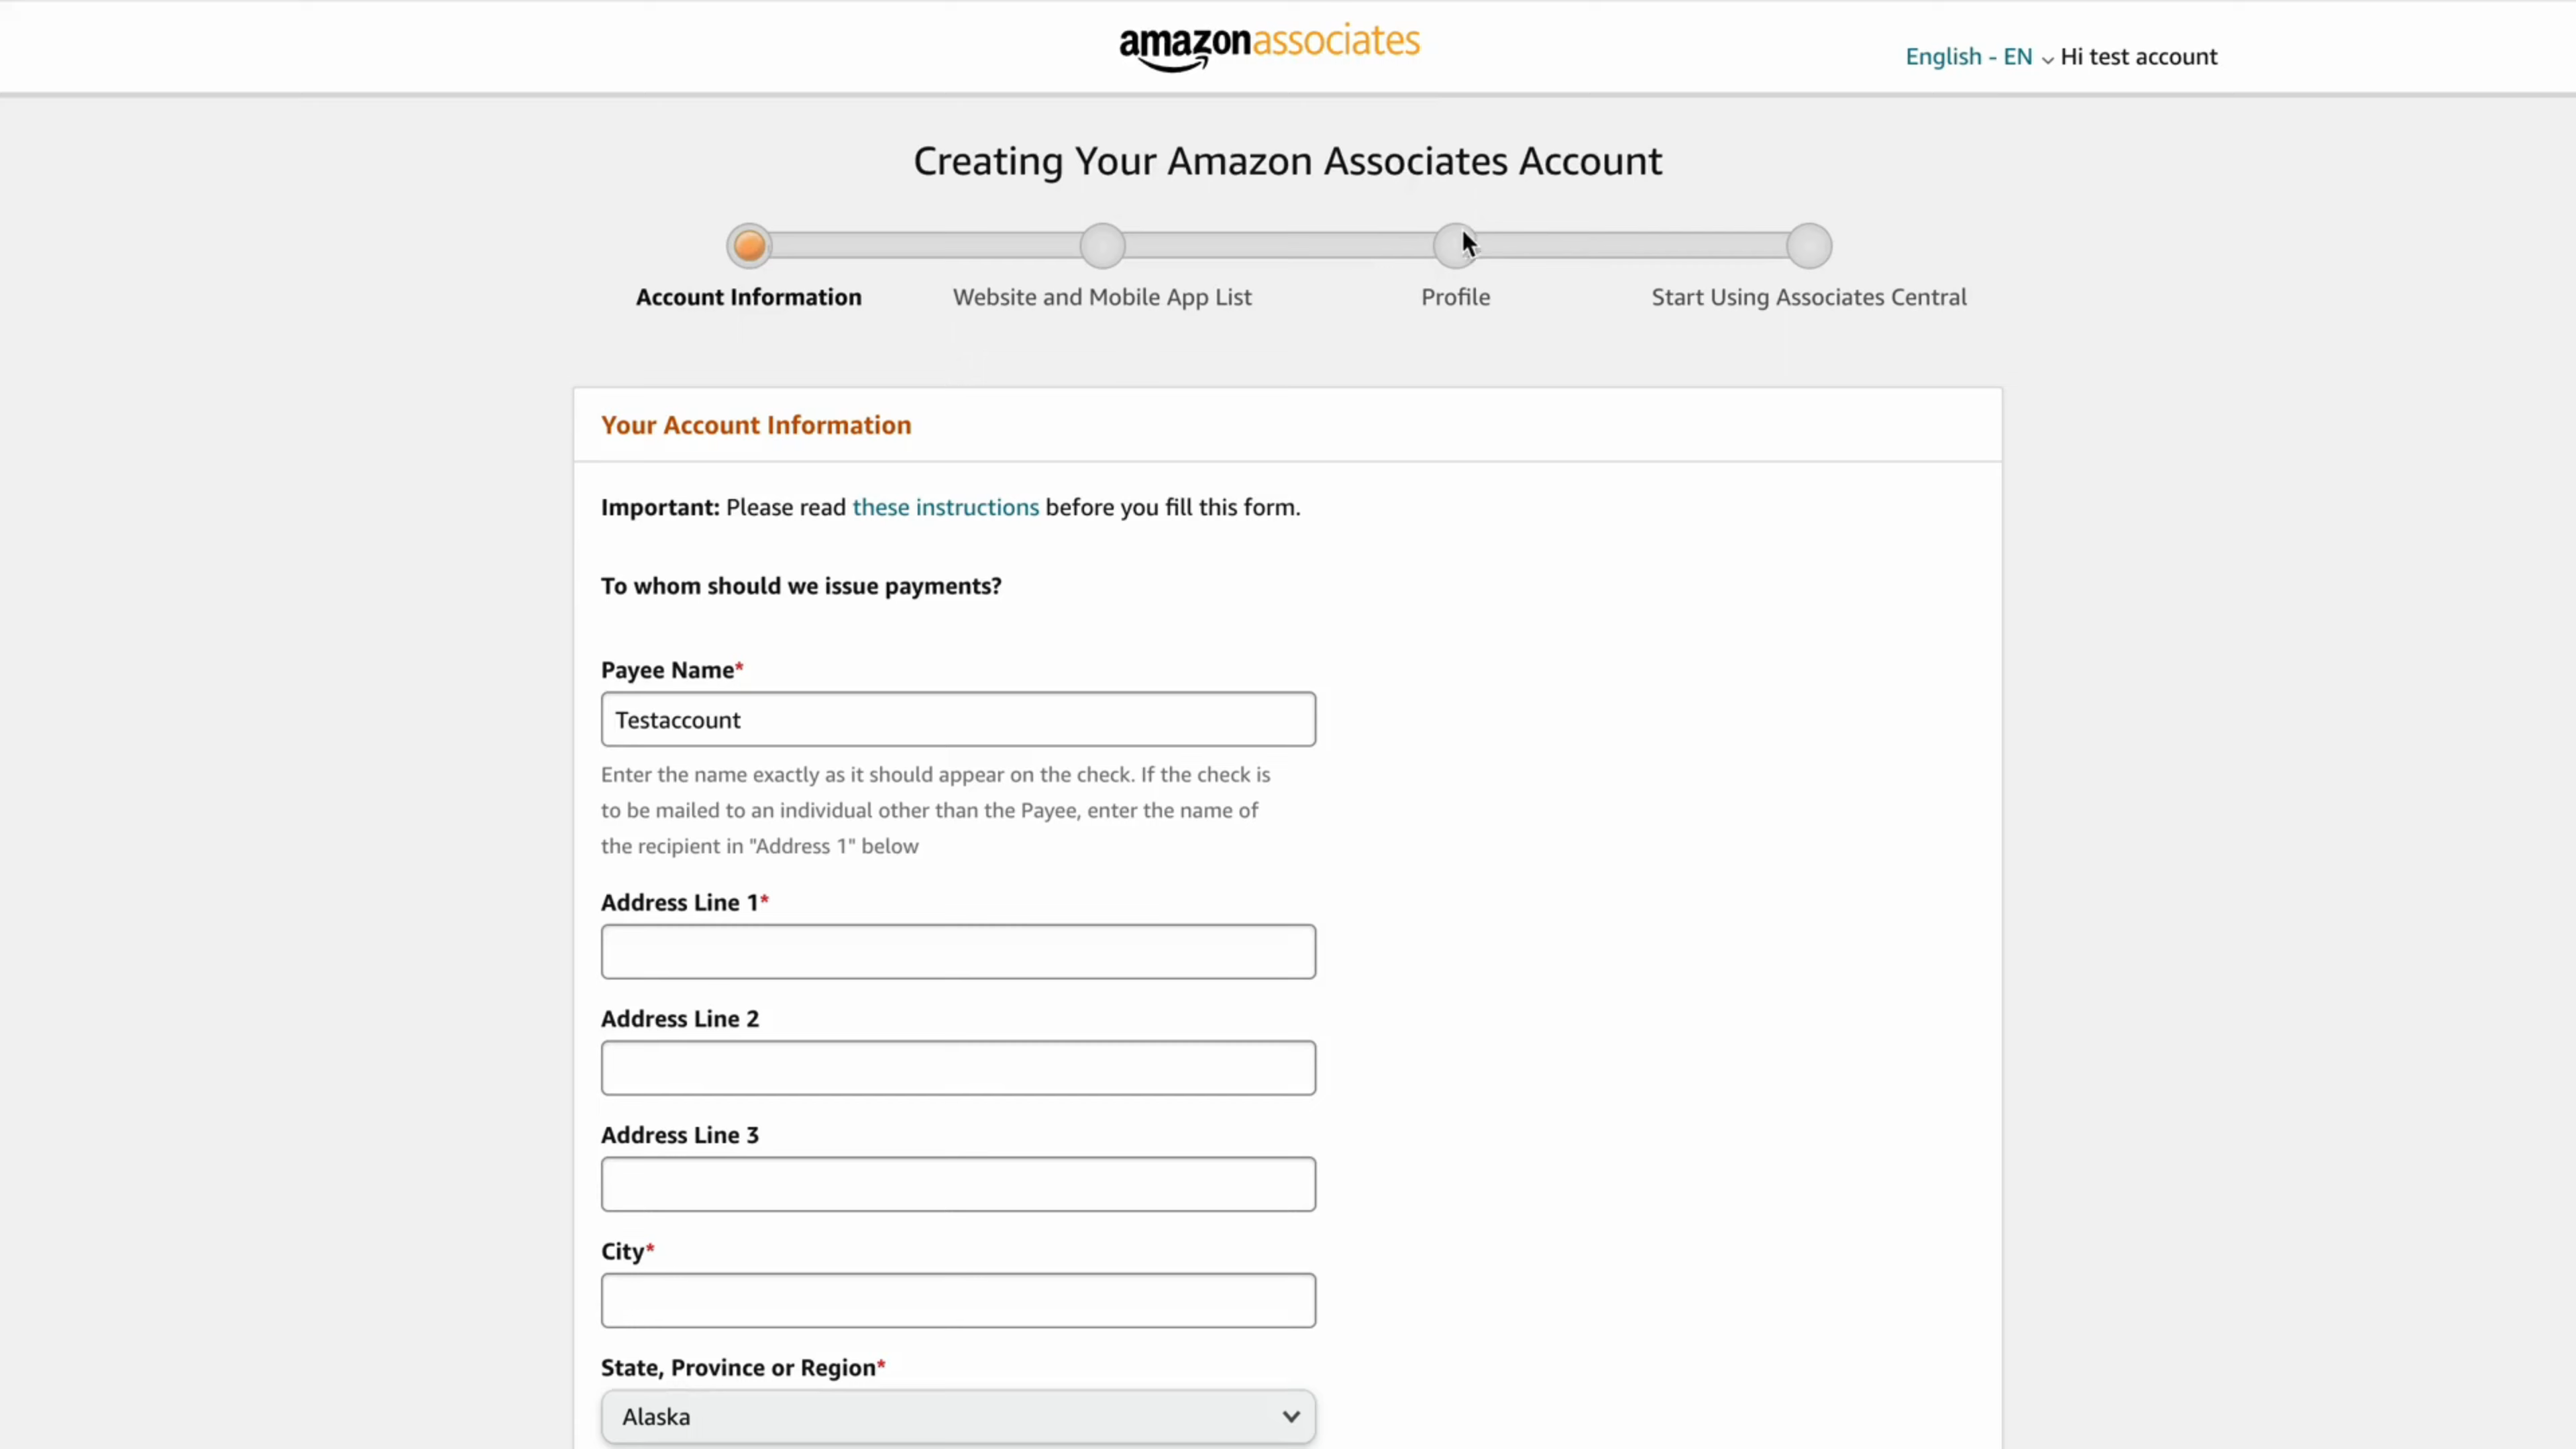 amazonassociates
English - EN Hi test account
Creating Your Amazon Associates Account
Account Information Website and Mobile App List Profile Start Using Associates Central
Your Account Information
Important: Please read these instructions before you fill this form.
To whom should we issue payments?
Payee Name*
Testaccount
Enter the name exactly as it should appear on the check. If the check is
to be mailed to an individual other than the Payee, enter the name of
the recipient in "Address 1" below
Address Line 1*
Address Line 2
Address Line 3
City*
State, Province or Region*
Alaska